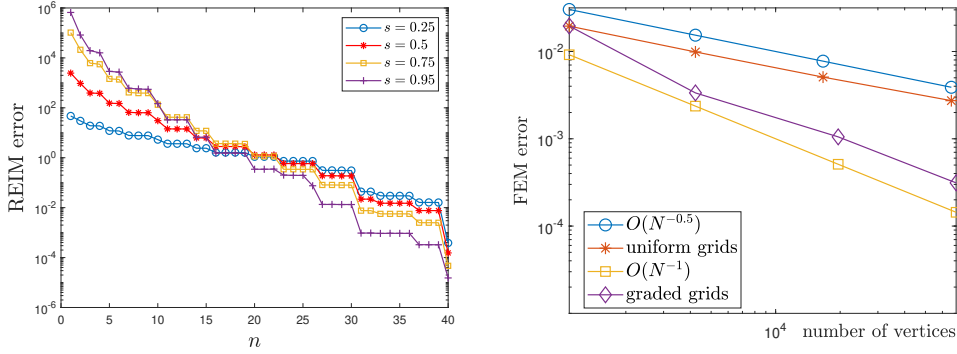 REIM error
10^6
10^4
10^2
10^0
10^-2
10^-4
10^-6
0 5 10 15 20 25 30 35 40
n
s = 0.25
s = 0.5
s = 0.75
s = 0.95
FEM error
10^-2
10^-3
10^-4
O(N^-0.5)
uniform grids
O(N^-1)
graded grids
10^4
number of vertices